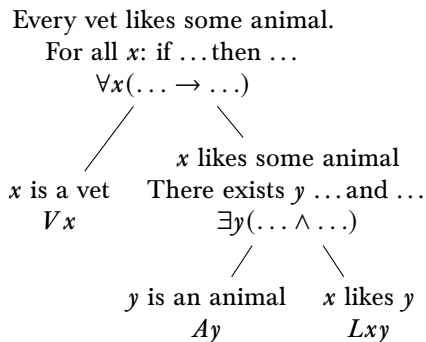 Every vet likes some animal.
For all x: if … then …
∀x(… → …)
x likes some animal
x is a vet There exists y … and …
Vx ∃y(… ∧ …)
y is an animal x likes y
Ay Lxy